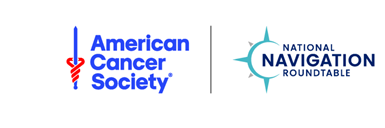 American
Cancer
Society®
NATIONAL
NAVIGATION
ROUNDTABLE